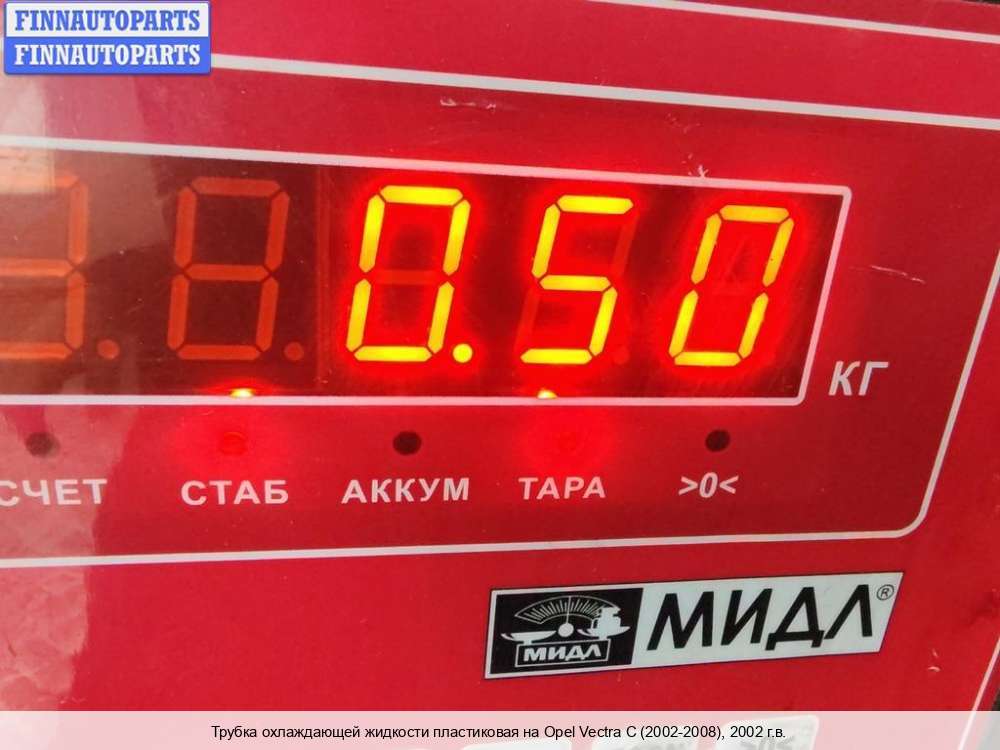 FINNAUTOPARTS
FINNAUTOPARTS
0.50
КГ
СЧЕТ СТАБ АККУМ ТАРА >0<
МИДЛ МИДЛ®
Трубка охлаждающей жидкости пластиковая на Opel Vectra C (2002-2008), 2002 г.в.